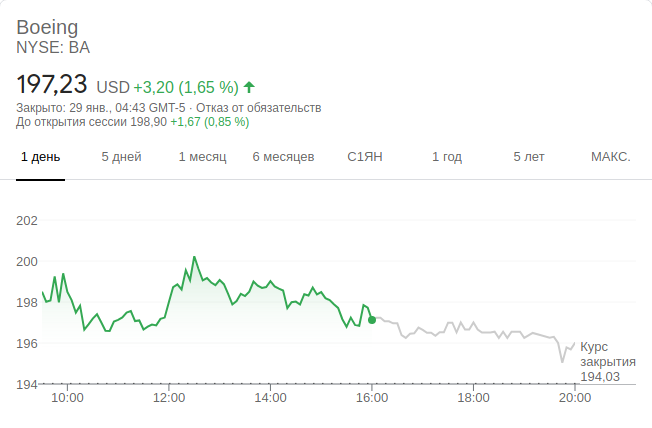 Boeing
NYSE: BA
197,23 USD +3,20 (1,65 %)
Закрыто: 29 янв., 04:43 GMT-5 · Отказ от обязательств
До открытия сессии 198,90 +1,67 (0,85 %)
1 день 5 дней 1 месяц 6 месяцев С1ЯН 1 год 5 лет МАКС.
202
200
198
196
194
Курс
закрытия
194,03
10:00 12:00 14:00 16:00 18:00 20:00